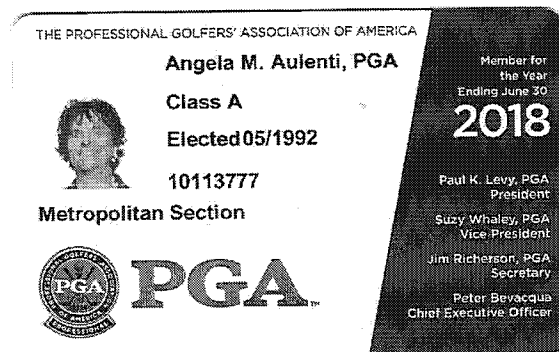 THE PROFESSIONAL GOLFERS' ASSOCIATION OF AMERICA
Angela M. Aulenti, PGA
Class A
Elected 05/1992
10113777
Metropolitan Section
PGA
PROFESSIONAL
PGA
Member for
the Year
Ending June 30
2018
Paul K. Levy, PGA
President
Suzy Whaley, PGA
Vice President
Jim Richerson, PGA
Secretary
Peter Bevacqua
Chief Executive Officer